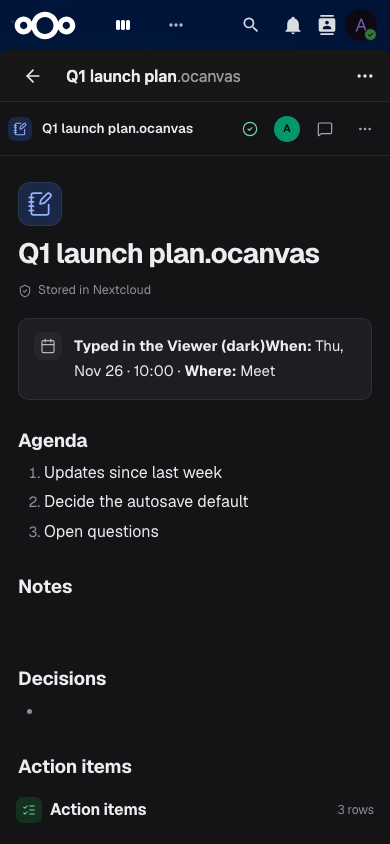 A
Q1 launch plan.ocanvas
Q1 launch plan.ocanvas
A
Q1 launch plan.ocanvas
Stored in Nextcloud
Typed in the Viewer (dark)When: Thu,
Nov 26 · 10:00 · Where: Meet
Agenda
1. Updates since last week
2. Decide the autosave default
3. Open questions
Notes
Decisions
•
Action items
Action items
3 rows